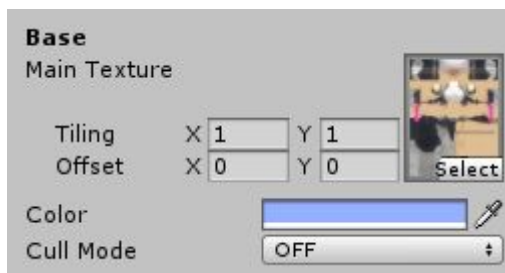 Base
Main Texture
Tiling X 1 Y 1
Offset X 0 Y 0
Select
Color
Cull Mode OFF